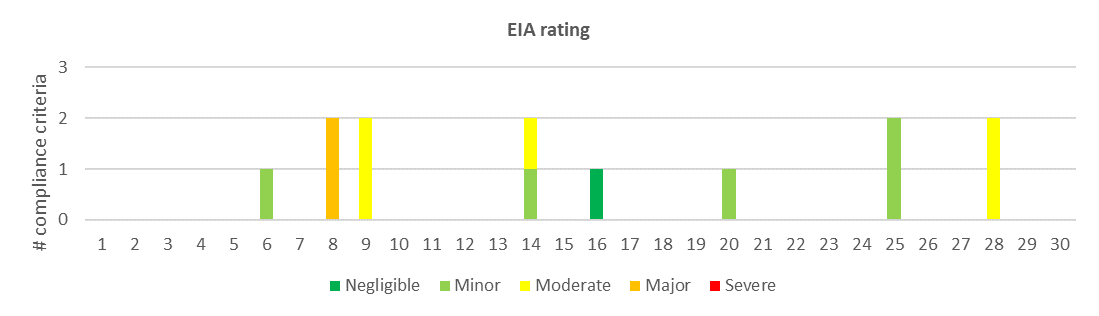 EIA rating
# compliance criteria
3
2
1
0
1 2 3 4 5 6 7 8 9 10 11 12 13 14 15 16 17 18 19 20 21 22 23 24 25 26 27 28 29 30
Negligible Minor Moderate Major Severe